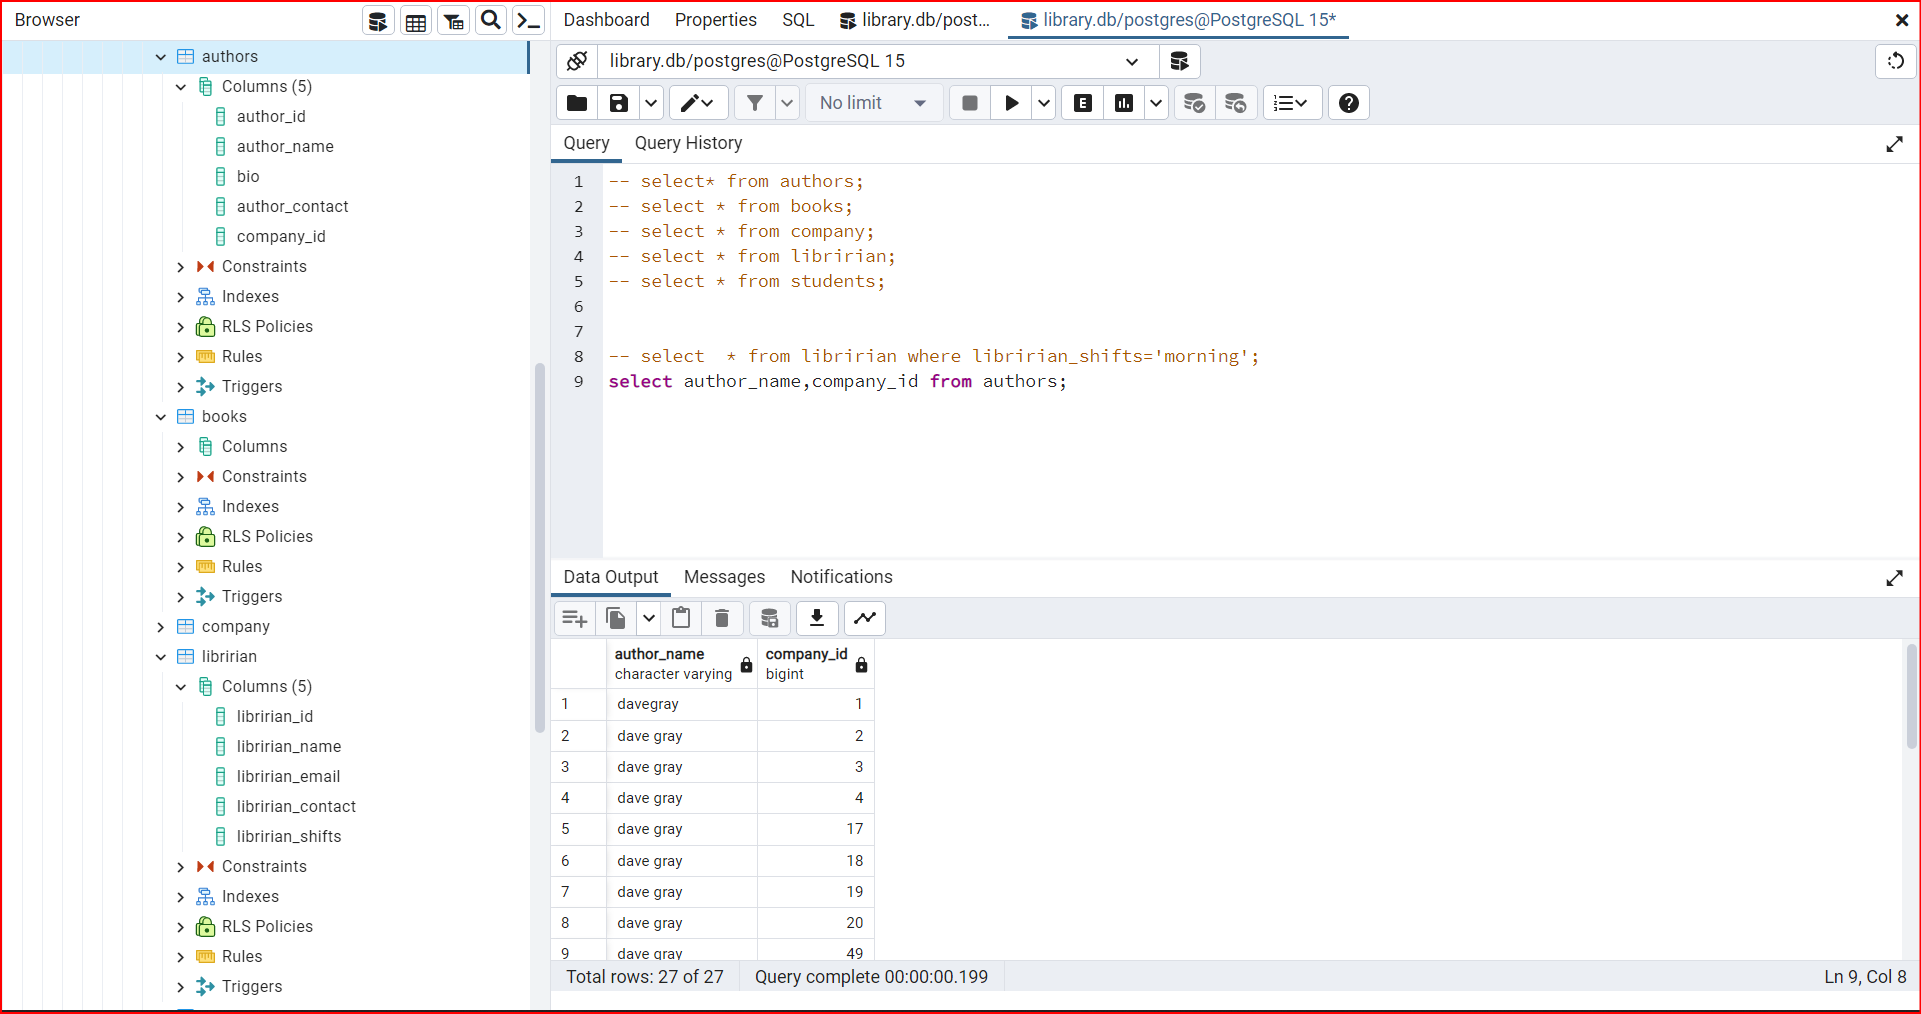 Browser
authors
Columns (5)
author_id
author_name
bio
author_contact
company_id
Constraints
Indexes
RLS Policies
Rules
Triggers
books
Columns
Constraints
Indexes
RLS Policies
Rules
Triggers
company
libririan
Columns (5)
libririan_id
libririan_name
libririan_email
libririan_contact
libririan_shifts
Constraints
Indexes
RLS Policies
Rules
Triggers
Dashboard Properties SQL library.db/post... library.db/postgres@PostgreSQL 15*
library.db/postgres@PostgreSQL 15
No limit
E
Query Query History
1 -- select* from authors;
2 -- select * from books;
3 -- select * from company;
4 -- select * from libririan;
5 -- select * from students;
6
7
8 -- select  * from libririan where libririan_shifts='morning';
9 select author_name,company_id from authors;
Data Output Messages Notifications
author_name company_id
character varying bigint
1 davegray 1
2 dave gray 2
3 dave gray 3
4 dave gray 4
5 dave gray 17
6 dave gray 18
7 dave gray 19
8 dave gray 20
9 dave gray 49
Total rows: 27 of 27 Query complete 00:00:00.199 Ln 9, Col 8